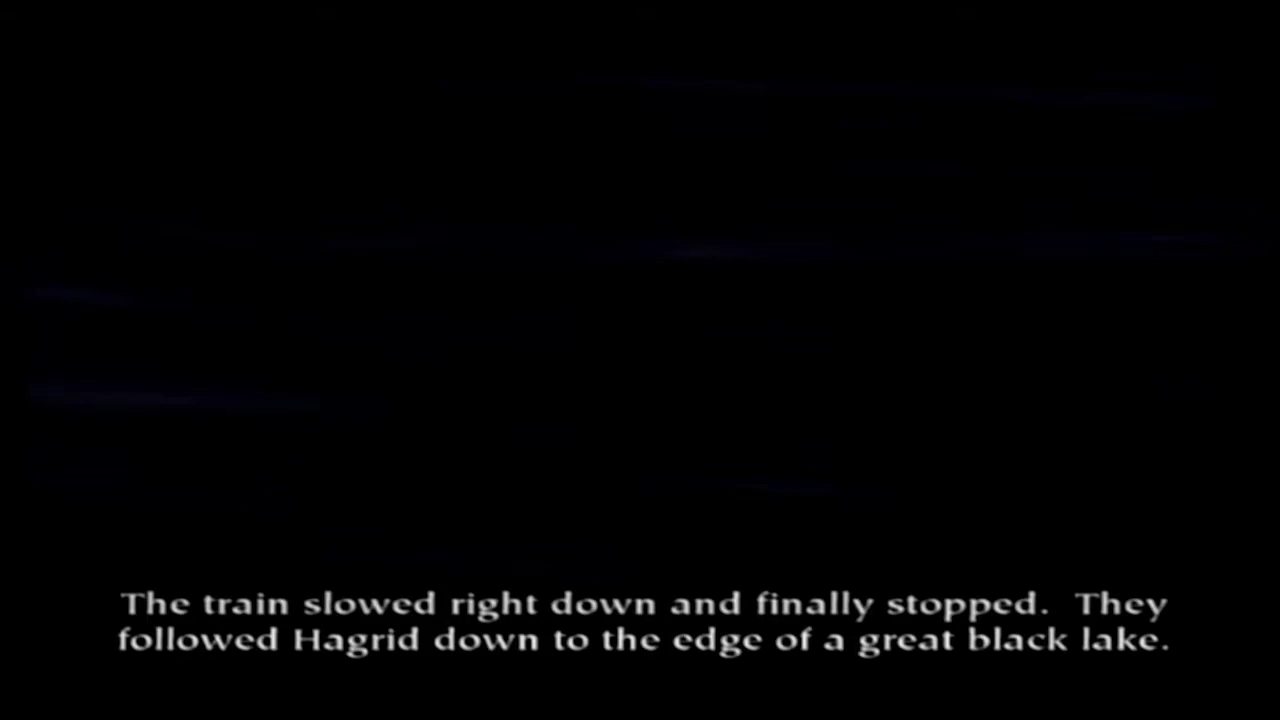 The train slowed right down and finally stopped.  They
followed Hagrid down to the edge of a great black lake.